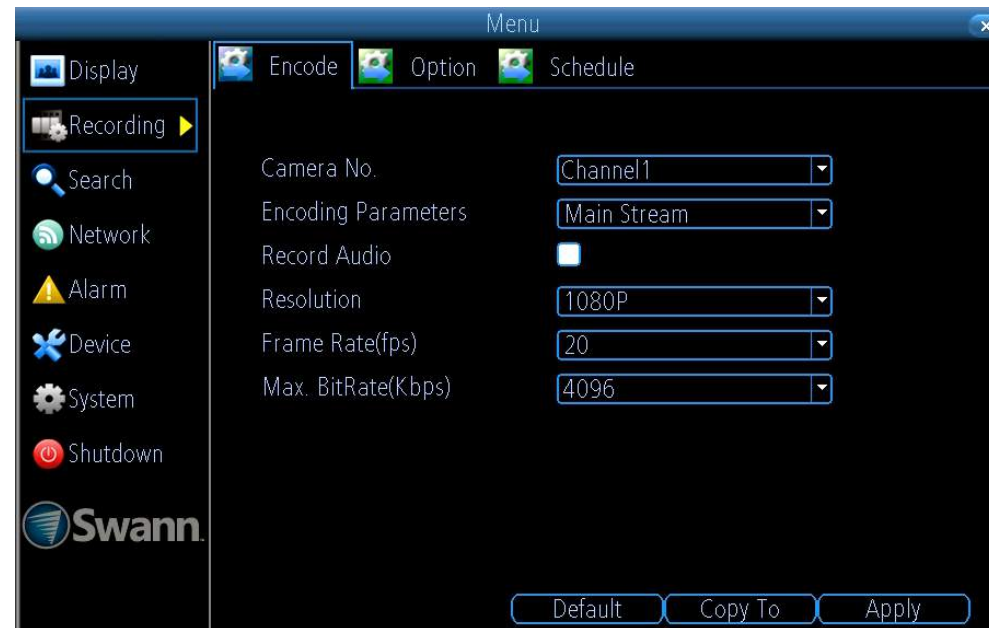 Menu
Display
Recording
Search
Network
Alarm
Device
System
Shutdown
Swann.
Encode Option Schedule
Camera No. Channel1
Encoding Parameters Main Stream
Record Audio
Resolution 1080P
Frame Rate(fps) 20
Max. BitRate(Kbps) 4096
Default Copy To Apply